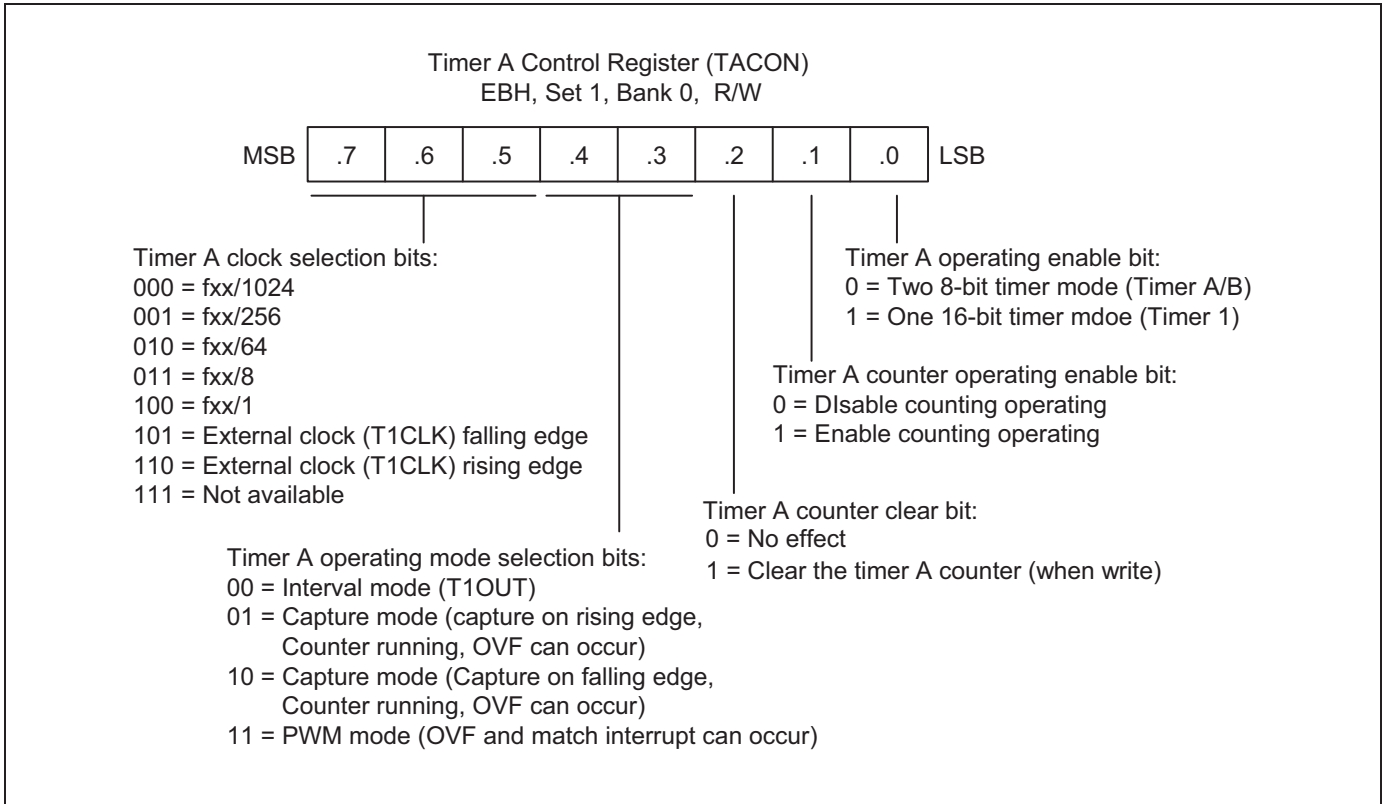 Timer A Control Register (TACON)
EBH, Set 1, Bank 0, R/W
MSB .7 .6 .5 .4 .3 .2 .1 .0 LSB
Timer A clock selection bits:
000 = fxx/1024
001 = fxx/256
010 = fxx/64
011 = fxx/8
100 = fxx/1
101 = External clock (T1CLK) falling edge
110 = External clock (T1CLK) rising edge
111 = Not available
Timer A operating mode selection bits:
00 = Interval mode (T1OUT)
01 = Capture mode (capture on rising edge,
Counter running, OVF can occur)
10 = Capture mode (Capture on falling edge,
Counter running, OVF can occur)
11 = PWM mode (OVF and match interrupt can occur)
Timer A counter clear bit:
0 = No effect
1 = Clear the timer A counter (when write)
Timer A counter operating enable bit:
0 = DIsable counting operating
1 = Enable counting operating
Timer A operating enable bit:
0 = Two 8-bit timer mode (Timer A/B)
1 = One 16-bit timer mdoe (Timer 1)